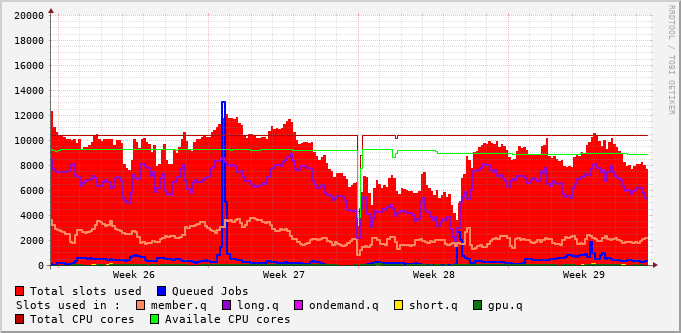 20000
18000
16000
14000
12000
10000
8000
6000
4000
2000
0
Week 26 Week 27 Week 28 Week 29
Total slots used Queued Jobs
Slots used in : member.q long.q ondemand.q short.q gpu.q
Total CPU cores Availale CPU cores
RRDTOOL / TOBI OETIKER